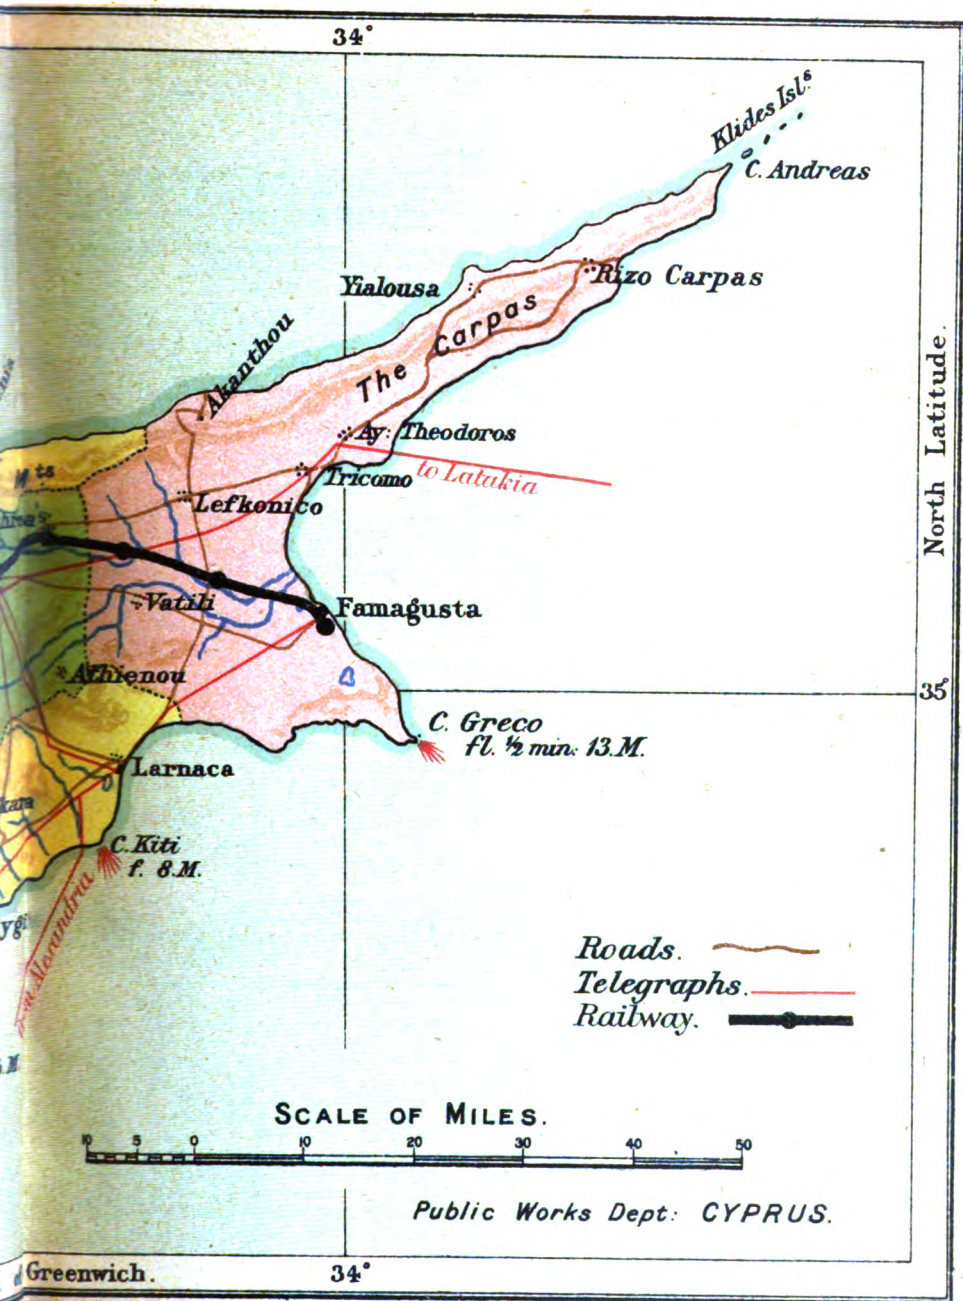 34°
Klides Isl.s
C. Andreas
Rizo Carpas
Yialousa
The Carpas
Akanthou
Ay: Theodoros
to Latakia
Tricomo
Mts
Lefkonico
North Latitude.
Vatili
Famagusta
Athienou
35°
C. Greco
fl. ½ min: 13.M.
Larnaca
C. Kiti
f. 8.M.
Alexandria
Roads.
Telegraphs.
Railway.
SCALE OF MILES.
10 5 0 10 20 30 40 50
Public Works Dept: CYPRUS.
Greenwich.
34°